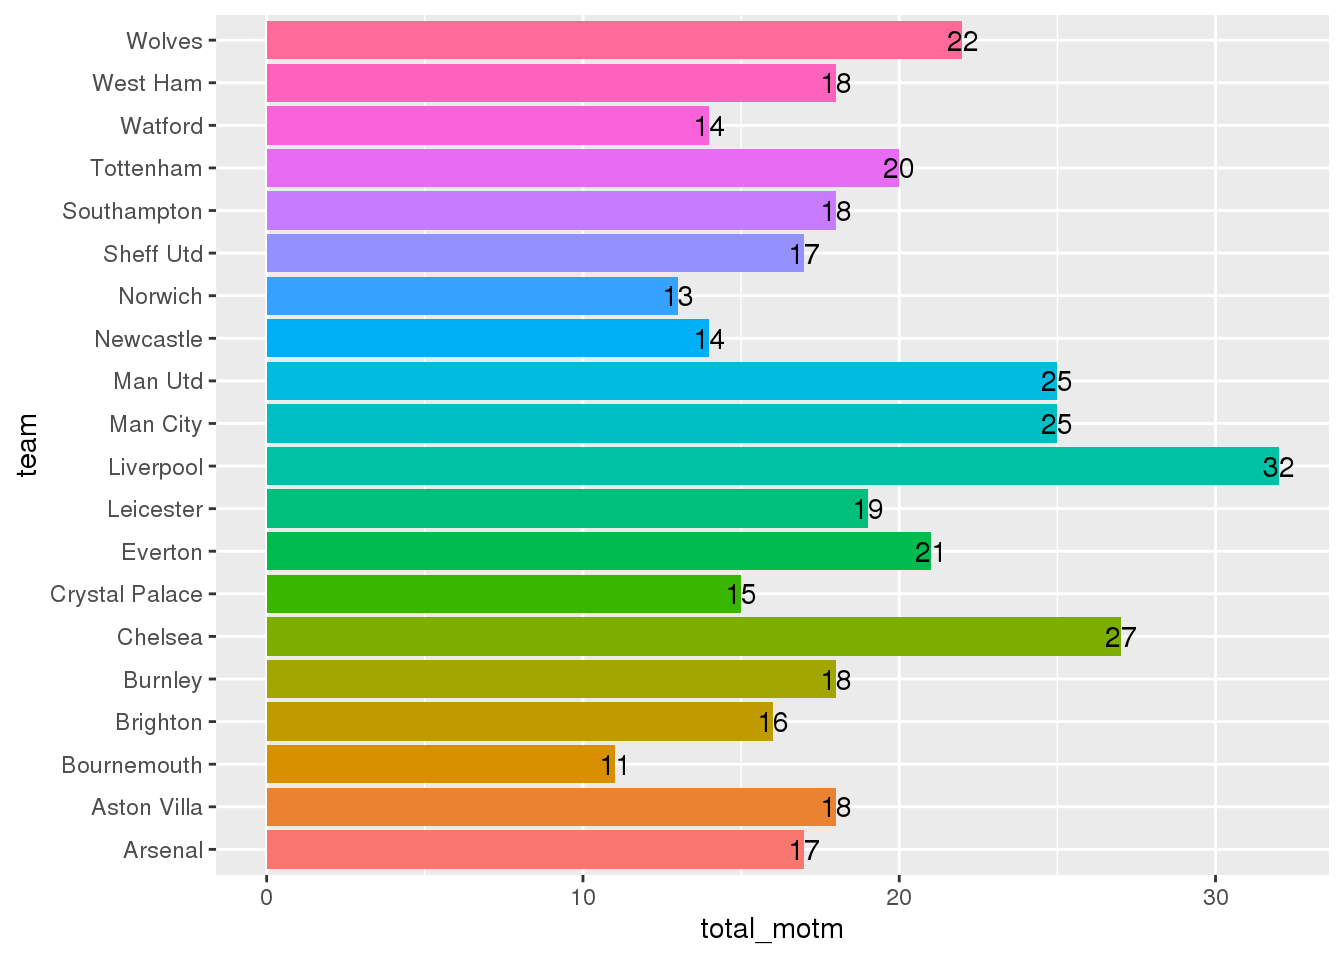 Wolves 22
West Ham 18
Watford 14
Tottenham 20
Southampton 18
Sheff Utd 17
Norwich 13
Newcastle 14
Man Utd 25
Man City 25
Liverpool 32
Leicester 19
Everton 21
Crystal Palace 15
Chelsea 27
Burnley 18
Brighton 16
Bournemouth 11
Aston Villa 18
Arsenal 17
team
0 10 20 30
total_motm